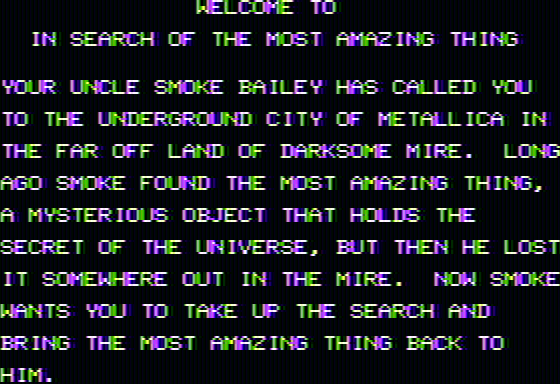 WELCOME TO
IN SEARCH OF THE MOST AMAZING THING
YOUR UNCLE SMOKE BAILEY HAS CALLED YOU
TO THE UNDERGROUND CITY OF METALLICA IN
THE FAR OFF LAND OF DARKSOME MIRE. LONG
AGO SMOKE FOUND THE MOST AMAZING THING,
A MYSTERIOUS OBJECT THAT HOLDS THE
SECRET OF THE UNIVERSE, BUT THEN HE LOST
IT SOMEWHERE OUT IN THE MIRE. NOW SMOKE
WANTS YOU TO TAKE UP THE SEARCH AND
BRING THE MOST AMAZING THING BACK TO
HIM.